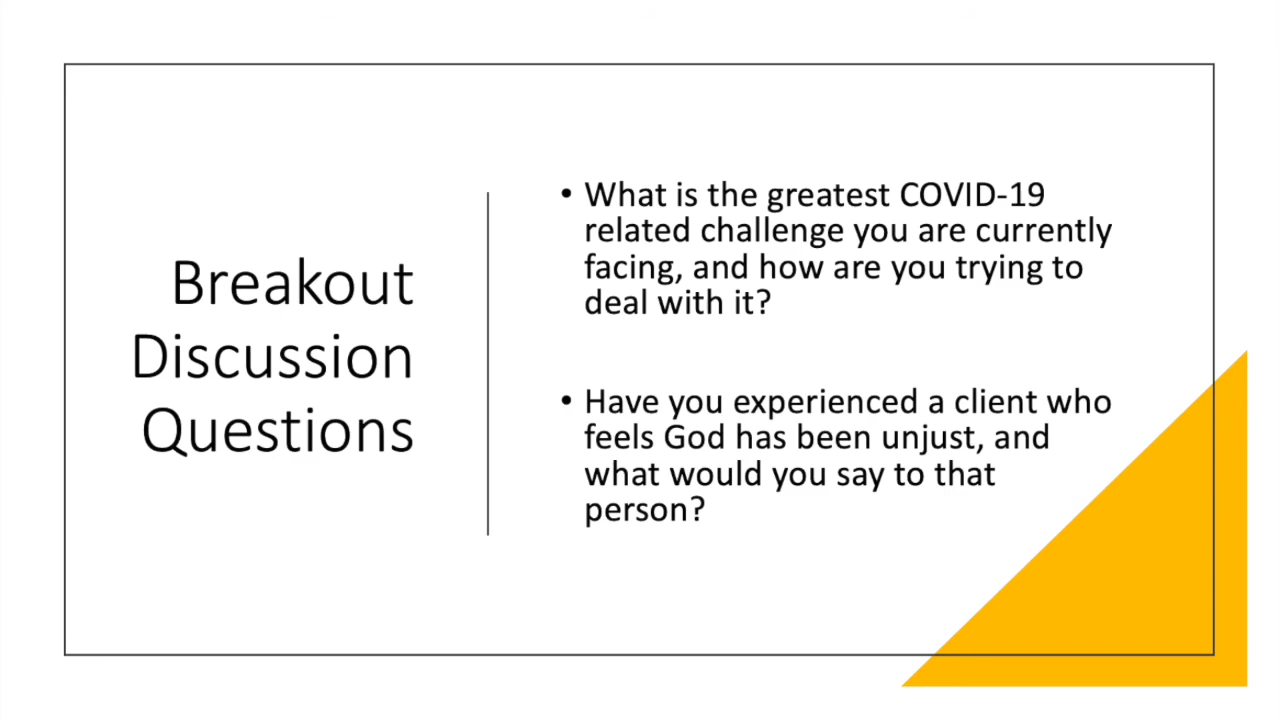 Breakout
Discussion
Questions
• What is the greatest COVID-19
related challenge you are currently
facing, and how are you trying to
deal with it?
• Have you experienced a client who
feels God has been unjust, and
what would you say to that
person?